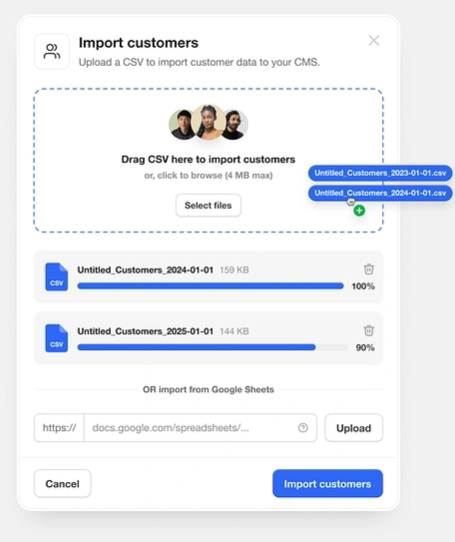 Import customers
Upload a CSV to import customer data to your CMS.
Drag CSV here to import customers
or, click to browse (4 MB max)
Untitled_Customers_2023-01-01.csv
Untitled_Customers_2024-01-01.csv
Select files
CSV
Untitled_Customers_2024-01-01 159 KB
100%
CSV
Untitled_Customers_2025-01-01 144 KB
90%
OR import from Google Sheets
https:// docs.google.com/spreadsheets/... Upload
Cancel Import customers